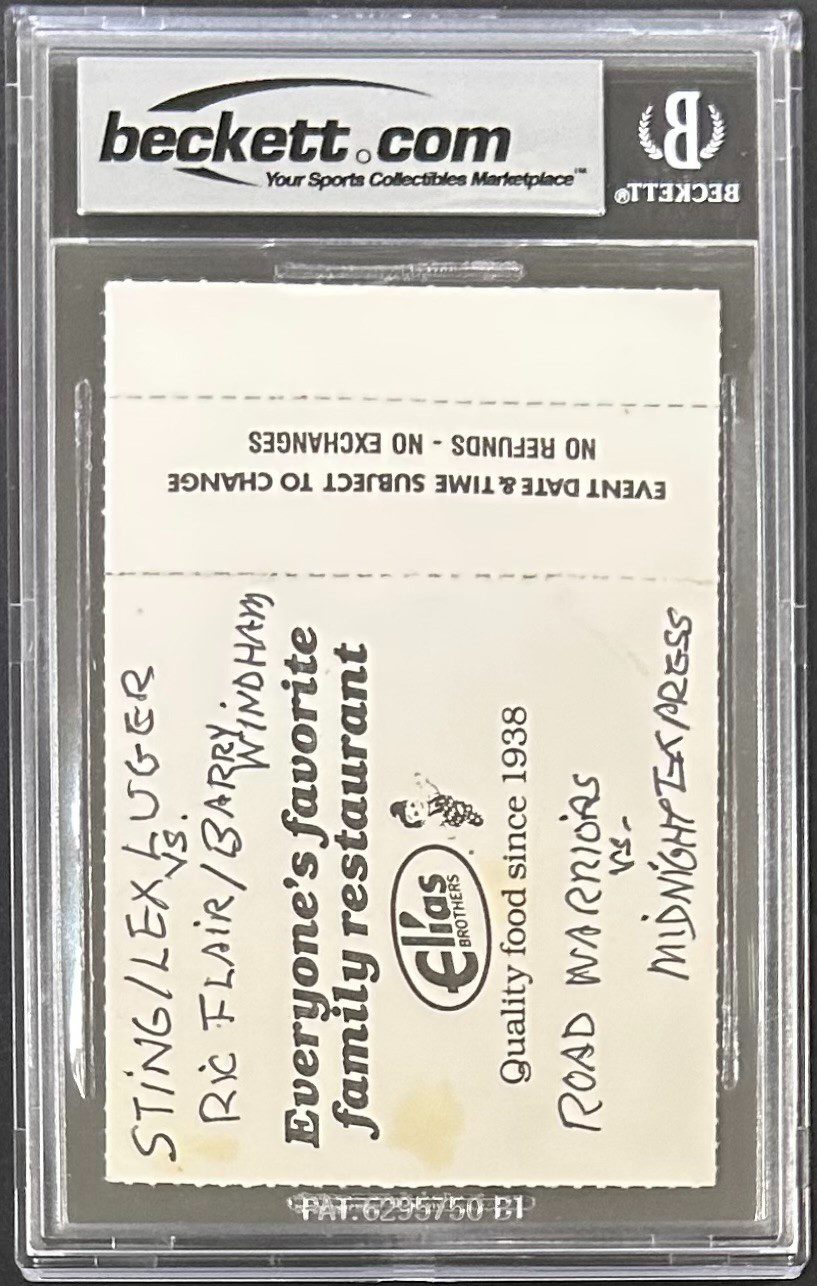 beckett.com
Your Sports Collectibles Marketplace™
B
BECKETT®
EVENT DATE & TIME SUBJECT TO CHANGE
NO REFUNDS - NO EXCHANGES
STING/LEX LUGER
VS.
RIC FLAIR/BARRY
WINDHAM
Everyone's favorite
family restaurant
Elias
BROTHERS
Quality food since 1938
ROAD WARRIORS
VS.
MIDNIGHT EXPRESS
PAT. 6295750 B1